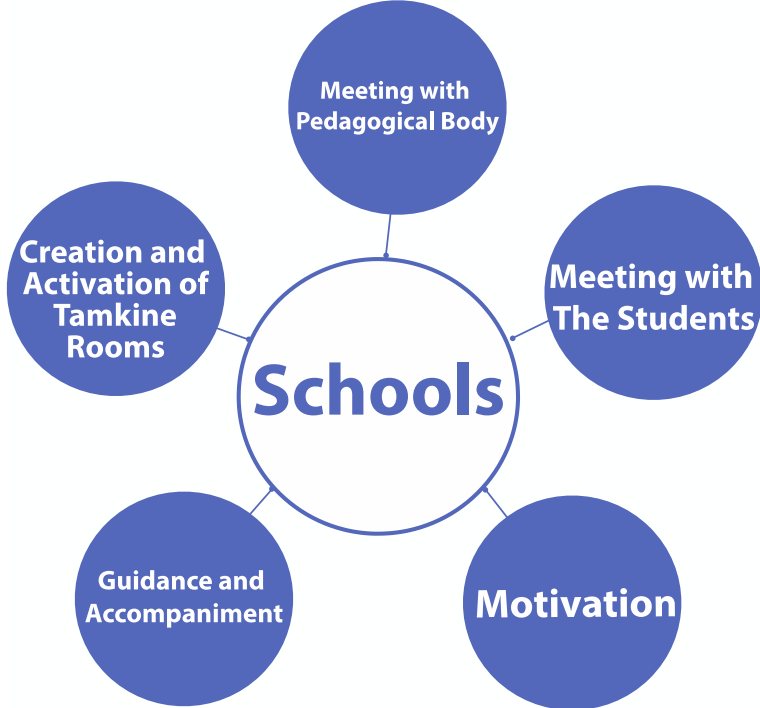 Meeting with
Pedagogical Body
Creation and
Activation of
Tamkine
Rooms
Meeting with
The Students
Schools
Guidance and
Accompaniment
Motivation